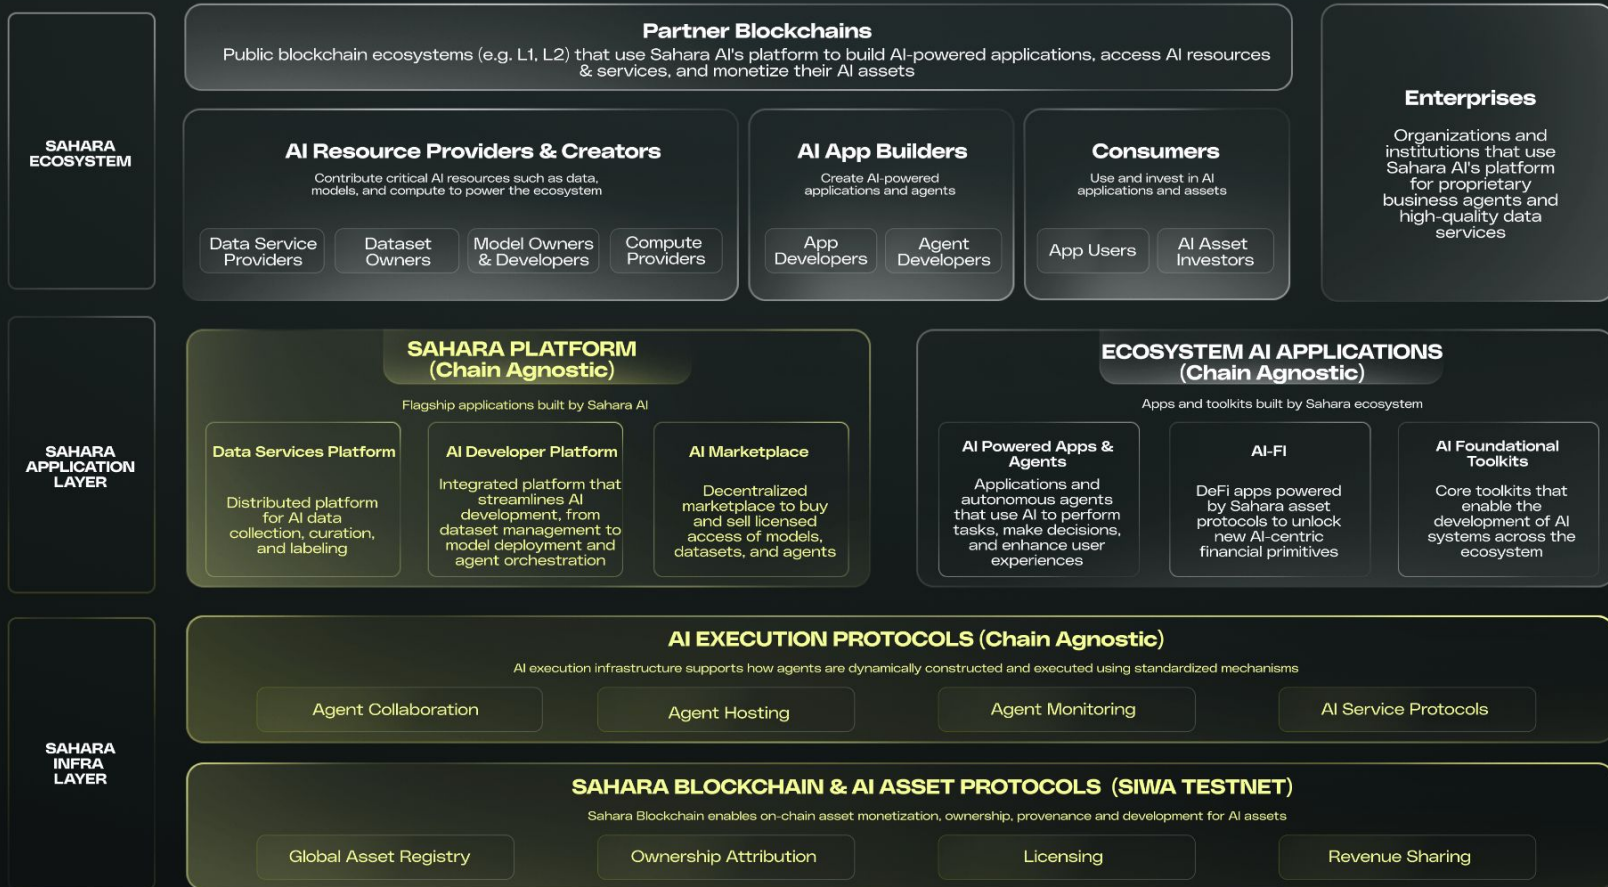 SAHARA
ECOSYSTEM
Partner Blockchains
Public blockchain ecosystems (e.g. L1, L2) that use Sahara AI's platform to build AI-powered applications, access AI resources
& services, and monetize their AI assets
AI Resource Providers & Creators
Contribute critical AI resources such as data,
models, and compute to power the ecosystem
Data Service
Providers
Dataset
Owners
Model Owners
& Developers
Compute
Providers
AI App Builders
Create AI-powered
applications and agents
App
Developers
Agent
Developers
Consumers
Use and invest in AI
applications and assets
App Users
AI Asset
Investors
Enterprises
Organizations and
institutions that use
Sahara AI's platform
for proprietary
business agents and
high-quality data
services
SAHARA
APPLICATION
LAYER
SAHARA PLATFORM
(Chain Agnostic)
Flagship applications built by Sahara AI
Data Services Platform
Distributed platform
for AI data
collection, curation,
and labeling
AI Developer Platform
Integrated platform that
streamlines AI
development, from
dataset management to
model deployment and
agent orchestration
AI Marketplace
Decentralized
marketplace to buy
and sell licensed
access of models,
datasets, and agents
ECOSYSTEM AI APPLICATIONS
(Chain Agnostic)
Apps and toolkits built by Sahara ecosystem
AI Powered Apps &
Agents
Applications and
autonomous agents
that use AI to perform
tasks, make decisions,
and enhance user
experiences
AI-FI
DeFi apps powered
by Sahara asset
protocols to unlock
new AI-centric
financial primitives
AI Foundational
Toolkits
Core toolkits that
enable the
development of AI
systems across the
ecosystem
SAHARA
INFRA
LAYER
AI EXECUTION PROTOCOLS (Chain Agnostic)
AI execution infrastructure supports how agents are dynamically constructed and executed using standardized mechanisms
Agent Collaboration
Agent Hosting
Agent Monitoring
AI Service Protocols
SAHARA BLOCKCHAIN & AI ASSET PROTOCOLS (SIWA TESTNET)
Sahara Blockchain enables on-chain asset monetization, ownership, provenance and development for AI assets
Global Asset Registry
Ownership Attribution
Licensing
Revenue Sharing